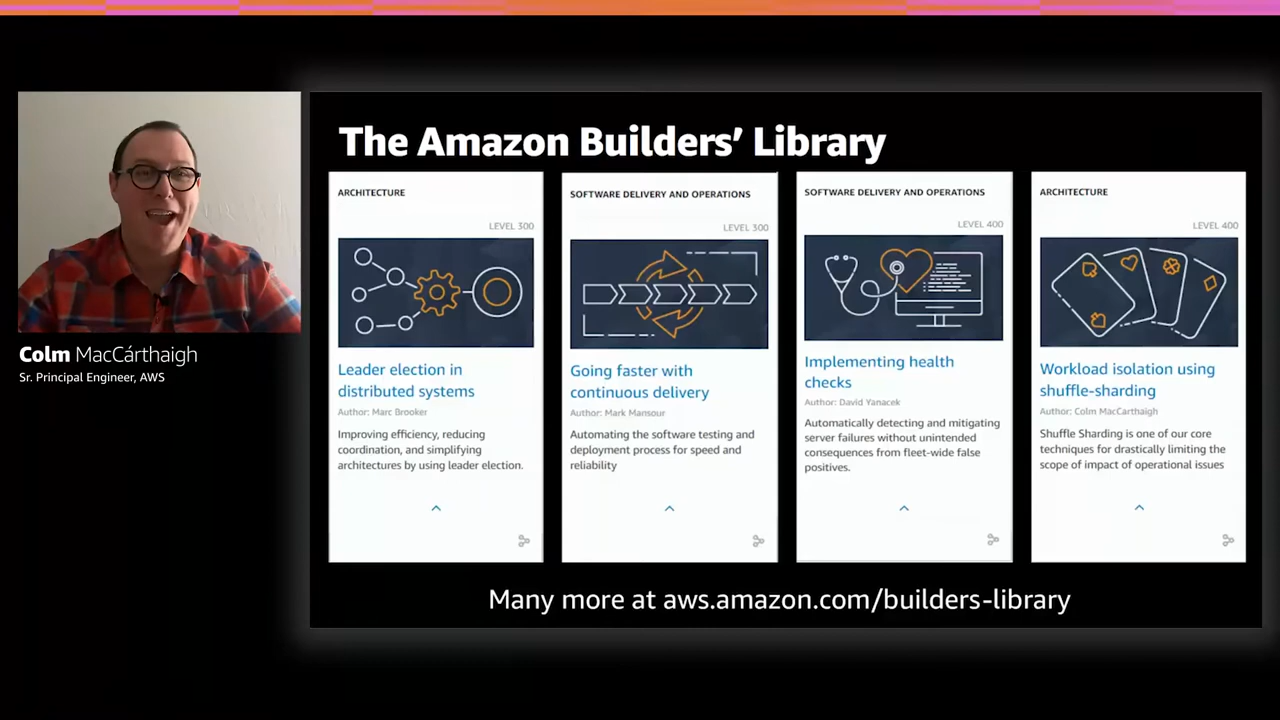 The Amazon Builders' Library
ARCHITECTURE
LEVEL 300
Leader election in
distributed systems
Author: Marc Brooker
Improving efficiency, reducing
coordination, and simplifying
architectures by using leader election.
SOFTWARE DELIVERY AND OPERATIONS
LEVEL 300
Going faster with
continuous delivery
Author: Mark Mansour
Automating the software testing and
deployment process for speed and
reliability
SOFTWARE DELIVERY AND OPERATIONS
LEVEL 400
Implementing health
checks
Author: David Yanacek
Automatically detecting and mitigating
server failures without unintended
consequences from fleet-wide false
positives.
ARCHITECTURE
LEVEL 400
Workload isolation using
shuffle-sharding
Author: Colm MacCarthaigh
Shuffle Sharding is one of our core
techniques for drastically limiting the
scope of impact of operational issues
Many more at aws.amazon.com/builders-library
Colm MacCárthaigh
Sr. Principal Engineer, AWS